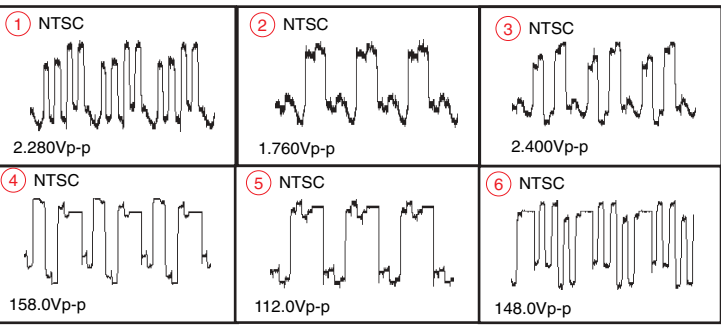 1 NTSC
2.280Vp-p
2 NTSC
1.760Vp-p
3 NTSC
2.400Vp-p
4 NTSC
158.0Vp-p
5 NTSC
112.0Vp-p
6 NTSC
148.0Vp-p